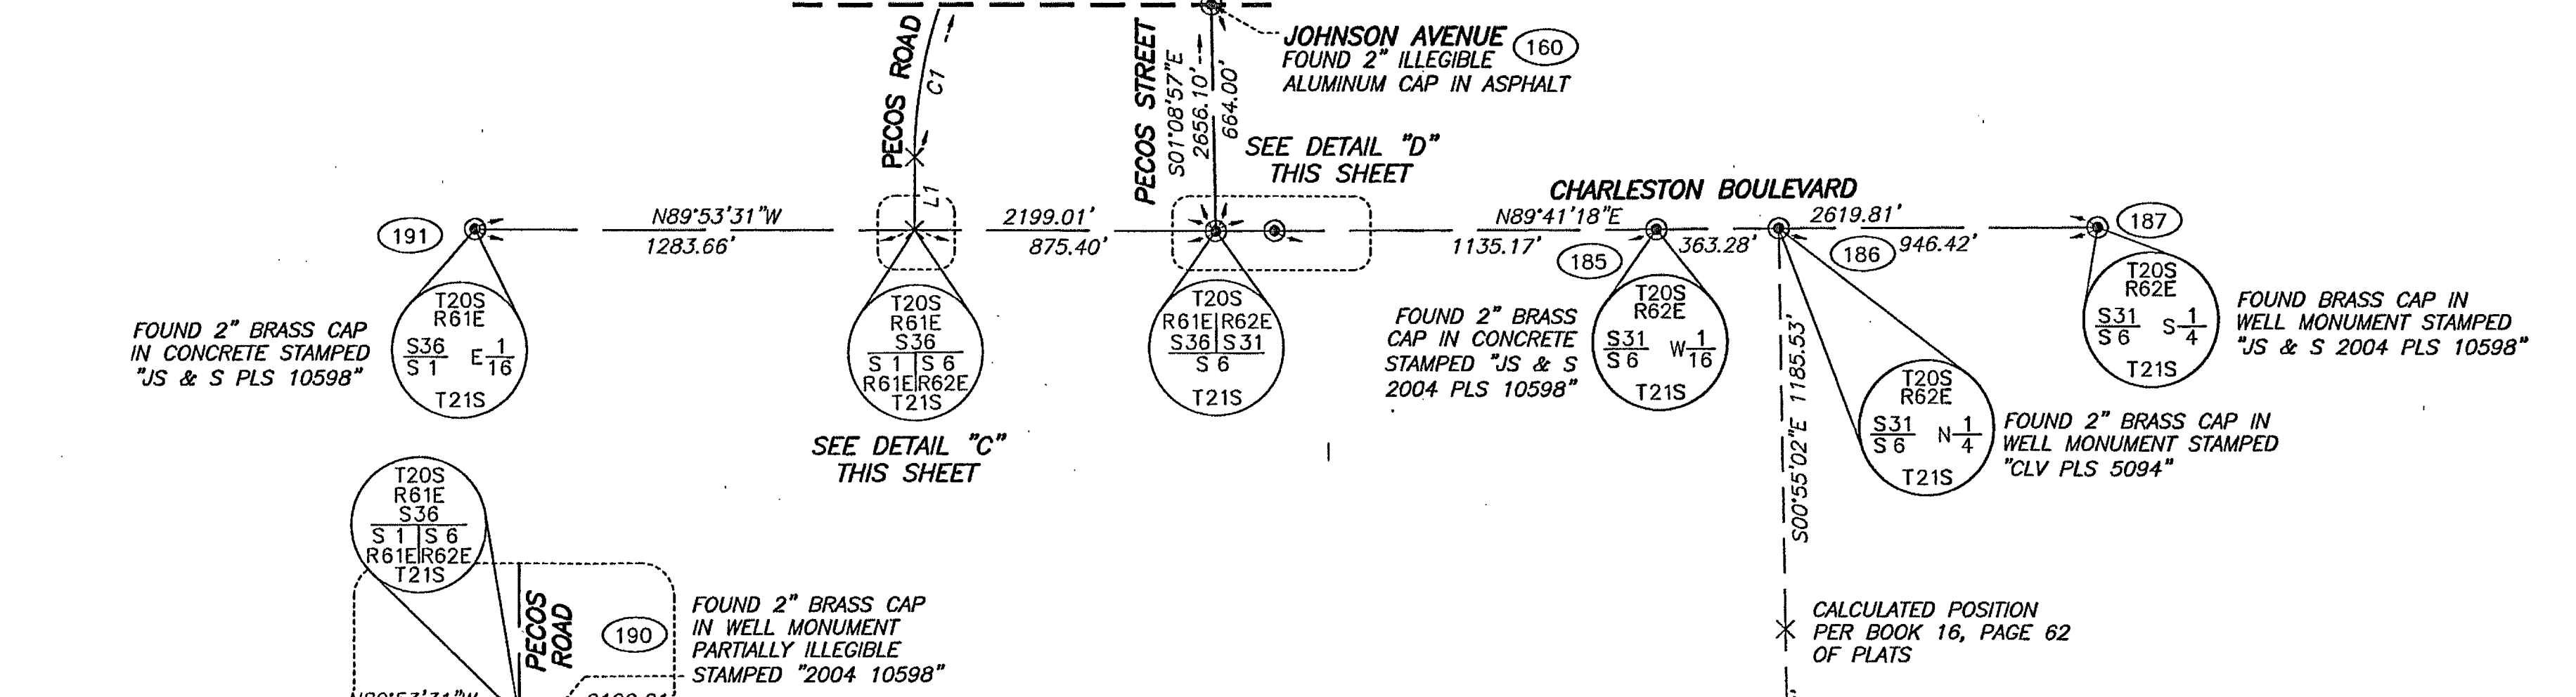 PECOS ROAD
C1
L1
PECOS STREET
S01°08'57"E
2656.10'
664.00'
JOHNSON AVENUE
160
FOUND 2" ILLEGIBLE
ALUMINUM CAP IN ASPHALT
SEE DETAIL "D"
THIS SHEET
CHARLESTON BOULEVARD
191
N89°53'31"W
1283.66'
2199.01'
875.40'
N89°41'18"E
1135.17'
185
363.28'
2619.81'
186
946.42'
187
FOUND 2" BRASS CAP
IN CONCRETE STAMPED
"JS & S PLS 10598"
T20S
R61E
S36
S 1
E 1
16
T21S
T20S
R61E
S36
S 1 S 6
R61E R62E
T21S
SEE DETAIL "C"
THIS SHEET
T20S
R61E R62E
S36 S31
S 6
T21S
FOUND 2" BRASS
CAP IN CONCRETE
STAMPED "JS & S
2004 PLS 10598"
T20S
R62E
S31
S 6
W 1
16
T21S
S00°55'02"E 1185.53'
T20S
R62E
S31
S 6
N 1
4
T21S
FOUND 2" BRASS CAP IN
WELL MONUMENT STAMPED
"CLV PLS 5094"
T20S
R62E
S31
S 6
S 1
4
T21S
FOUND BRASS CAP IN
WELL MONUMENT STAMPED
"JS & S 2004 PLS 10598"
T20S
R61E
S36
S 1 S 6
R61E R62E
T21S
PECOS
ROAD
190
FOUND 2" BRASS CAP
IN WELL MONUMENT
PARTIALLY ILLEGIBLE
STAMPED "2004 10598"
CALCULATED POSITION
PER BOOK 16, PAGE 62
OF PLATS